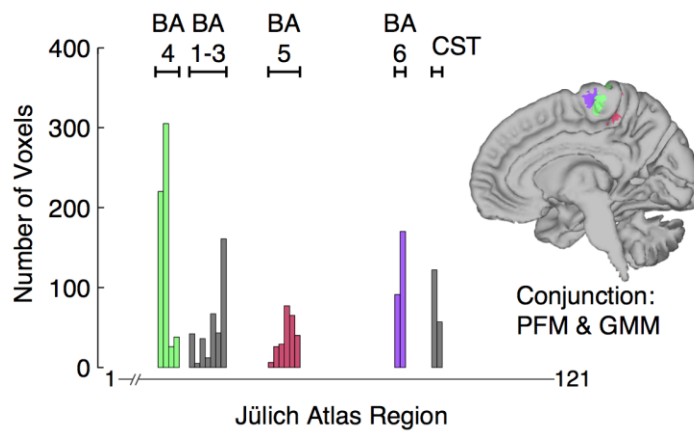 BA BA BA
4 1-3 5 6 CST
400
300
200
100
0
Number of Voxels
1 121
Jülich Atlas Region
Conjunction:
PFM & GMM